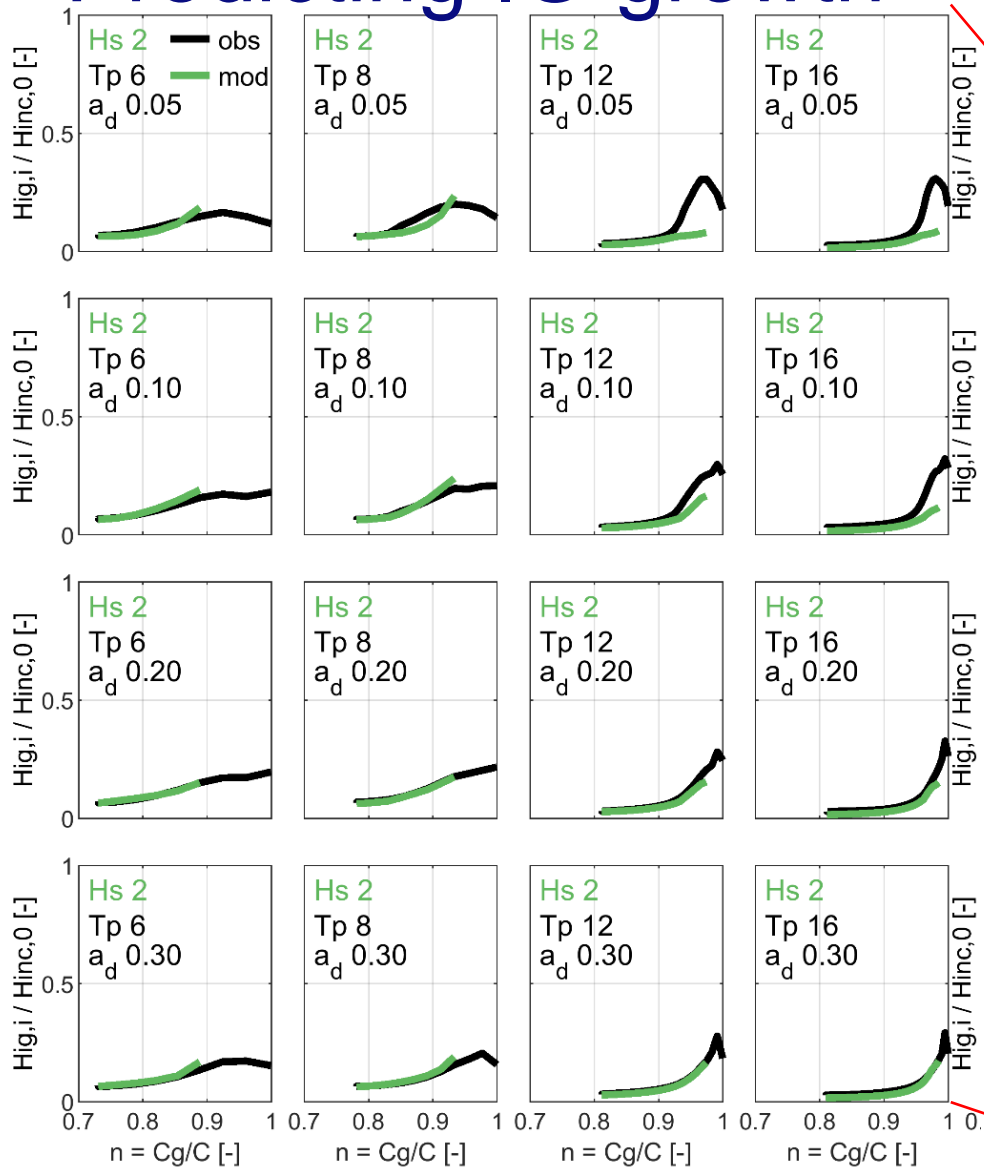 Hig,i / Hinc,0 [-]
1
0.5
0
Hs 2
Tp 6
a_d 0.05
obs
mod
Hs 2
Tp 8
a_d 0.05
Hs 2
Tp 12
a_d 0.05
Hs 2
Tp 16
a_d 0.05
Hig,i / Hinc,0 [-]
Hig,i / Hinc,0 [-]
1
0.5
0
Hs 2
Tp 6
a_d 0.10
Hs 2
Tp 8
a_d 0.10
Hs 2
Tp 12
a_d 0.10
Hs 2
Tp 16
a_d 0.10
Hig,i / Hinc,0 [-]
Hig,i / Hinc,0 [-]
1
0.5
0
Hs 2
Tp 6
a_d 0.20
Hs 2
Tp 8
a_d 0.20
Hs 2
Tp 12
a_d 0.20
Hs 2
Tp 16
a_d 0.20
Hig,i / Hinc,0 [-]
Hig,i / Hinc,0 [-]
1
0.5
0
Hs 2
Tp 6
a_d 0.30
Hs 2
Tp 8
a_d 0.30
Hs 2
Tp 12
a_d 0.30
Hs 2
Tp 16
a_d 0.30
Hig,i / Hinc,0 [-]
0.7 0.8 0.9 1
0.8 0.9 1
0.7 0.8 0.9 1
0.7 0.8 0.9 1
n = Cg/C [-]
n = Cg/C [-]
n = Cg/C [-]
n = Cg/C [-]